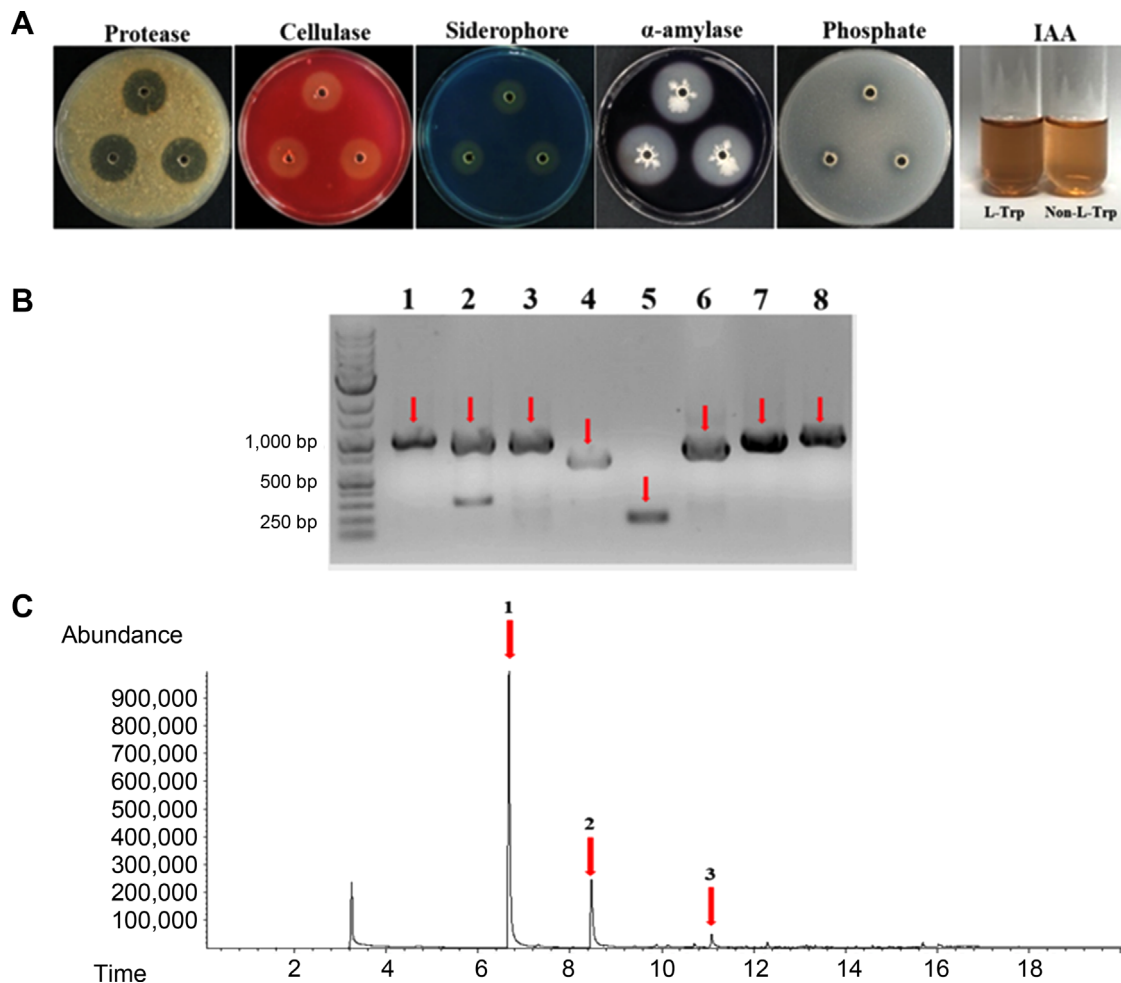 A
Protease
Cellulase
Siderophore
α-amylase
Phosphate
IAA
L-Trp
Non-L-Trp
B
1 2 3 4 5 6 7 8
1,000 bp
500 bp
250 bp
C
Abundance
1
2
3
900,000
800,000
700,000
600,000
500,000
400,000
300,000
200,000
100,000
Time
2 4 6 8 10 12 14 16 18